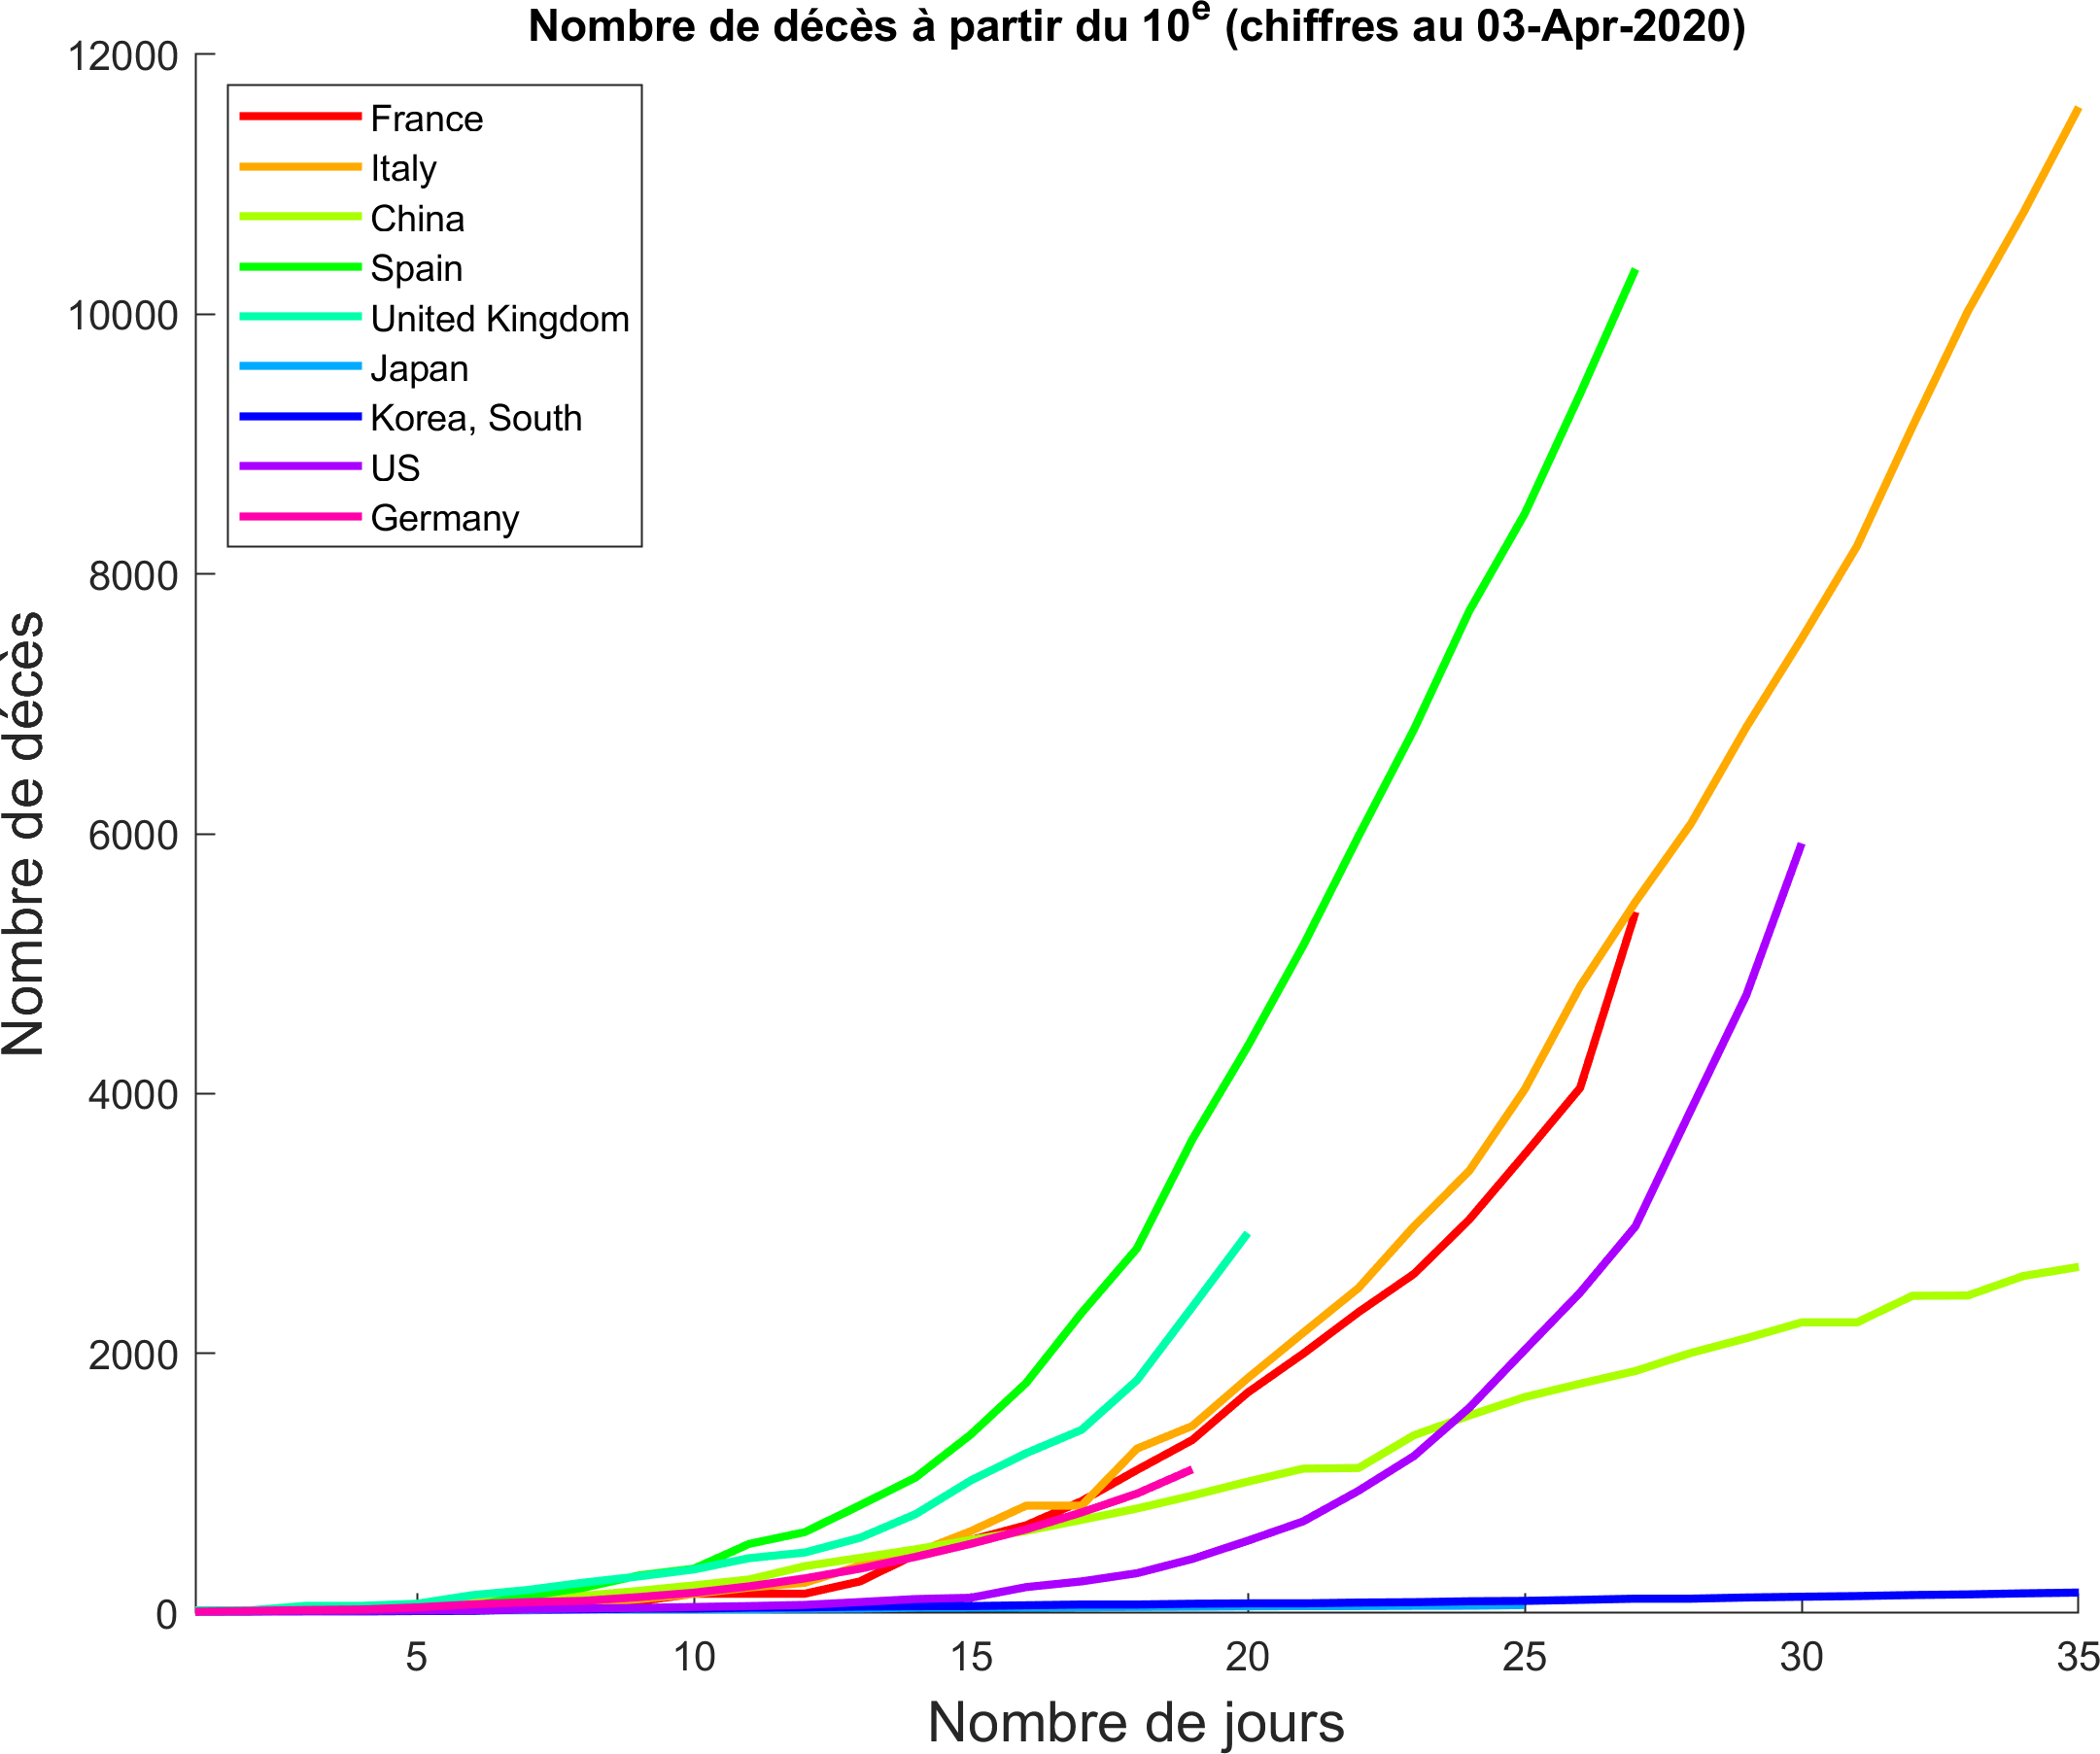 Nombre de décès à partir du 10e (chiffres au 03-Apr-2020)
12000
10000
8000
6000
4000
2000
0
Nombre de décès
France
Italy
China
Spain
United Kingdom
Japan
Korea, South
US
Germany
5 10 15 20 25 30 35
Nombre de jours